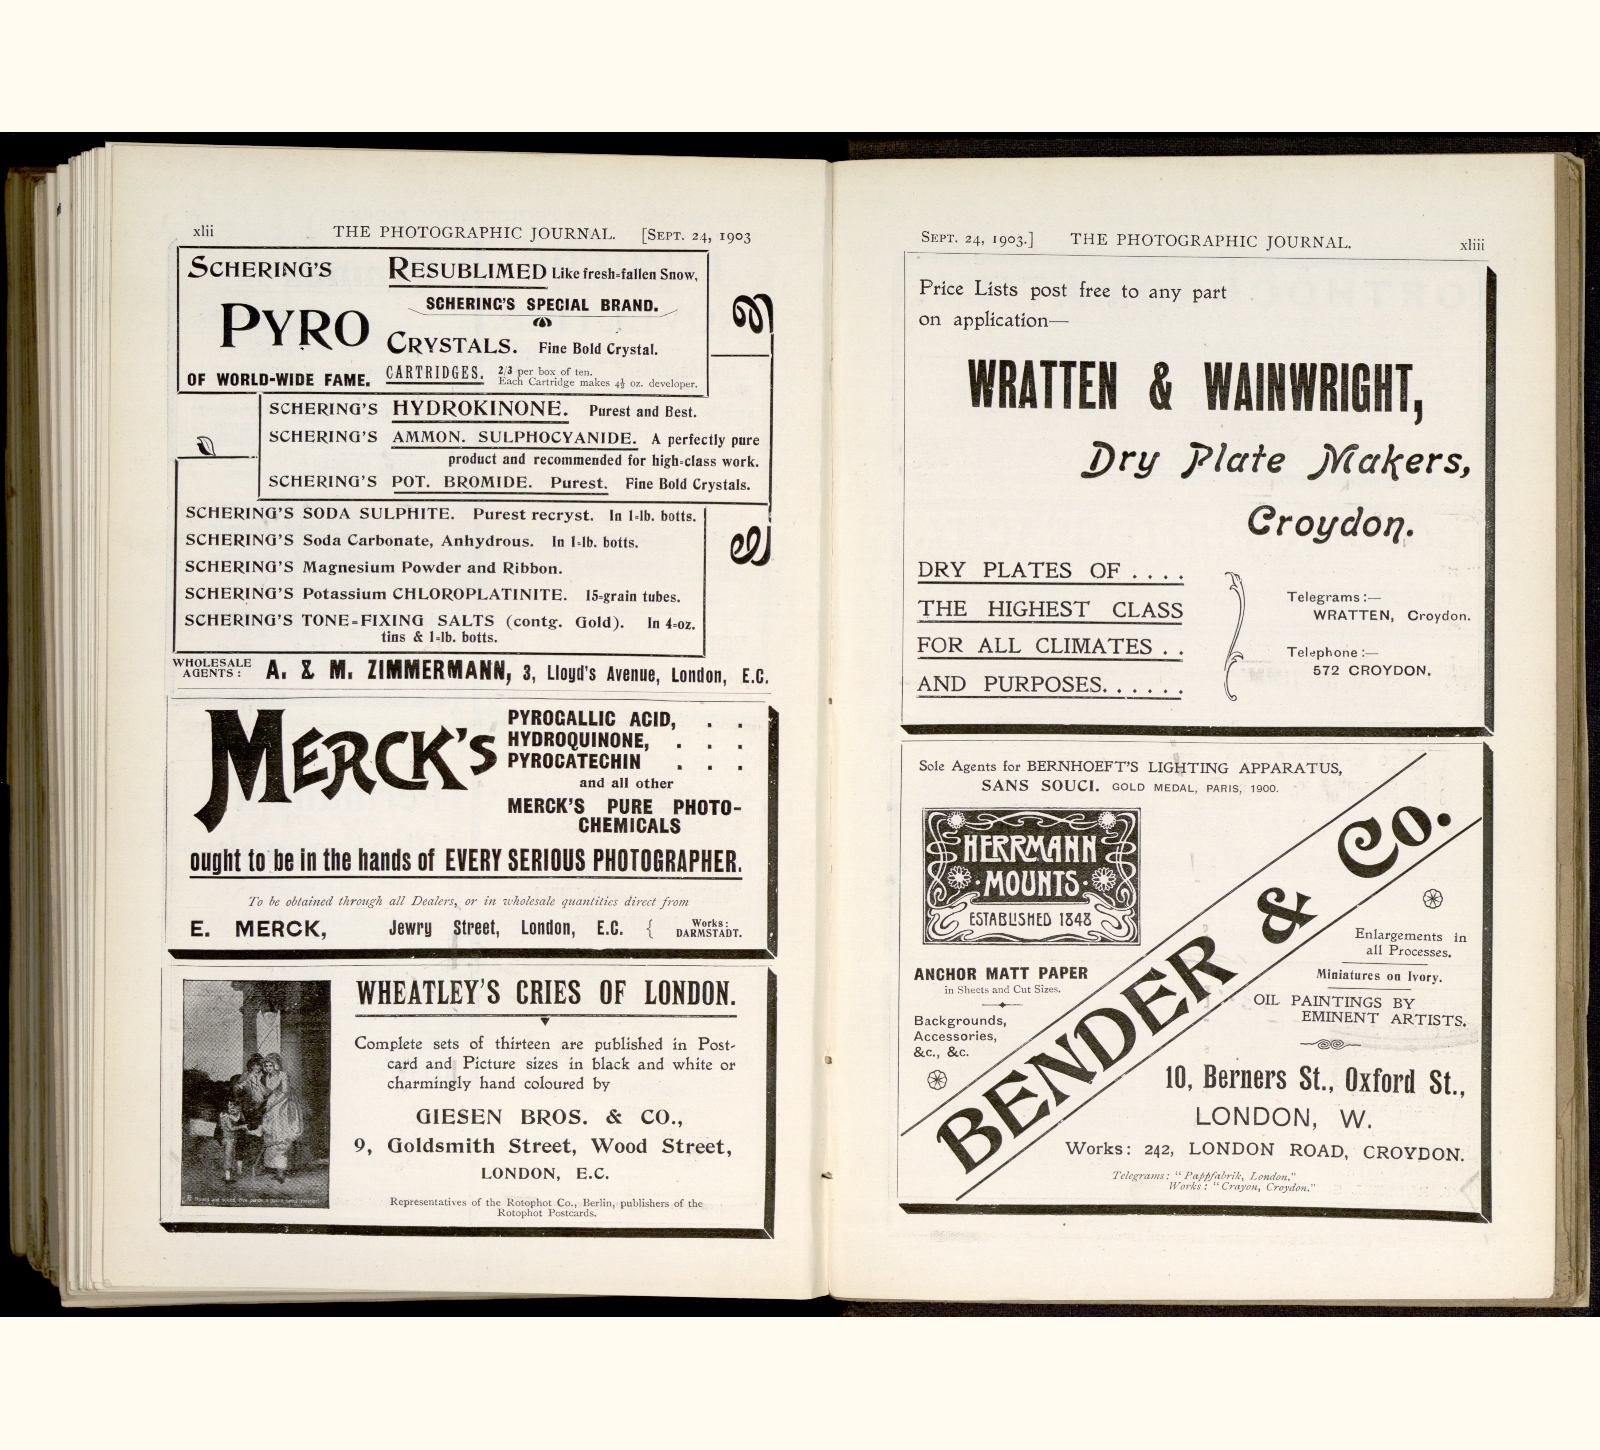 xlii THE PHOTOGRAPHIC JOURNAL. [SEPT. 24, 1903
SCHERING'S
PYRO
OF WORLD-WIDE FAME.
RESUBLIMED Like fresh-fallen Snow,
SCHERING'S SPECIAL BRAND.
CRYSTALS. Fine Bold Crystal.
CARTRIDGES. 2/3 per box of ten.
Each Cartridge makes 4½ oz. developer.
SCHERING'S HYDROKINONE. Purest and Best.
SCHERING'S AMMON. SULPHOCYANIDE. A perfectly pure
product and recommended for high-class work.
SCHERING'S POT. BROMIDE. Purest. Fine Bold Crystals.
SCHERING'S SODA SULPHITE. Purest recryst. In 1-lb. botts.
SCHERING'S Soda Carbonate, Anhydrous. In 1-lb. botts.
SCHERING'S Magnesium Powder and Ribbon.
SCHERING'S Potassium CHLOROPLATINITE. 15-grain tubes.
SCHERING'S TONE-FIXING SALTS (contg. Gold). In 4-oz.
tins & 1-lb. botts.
WHOLESALE
AGENTS: A. & M. ZIMMERMANN, 3, Lloyd's Avenue, London, E.C.
MERCK'S
PYROGALLIC ACID, . .
HYDROQUINONE, . . .
PYROCATECHIN . . .
and all other
MERCK'S PURE PHOTO-
CHEMICALS
ought to be in the hands of EVERY SERIOUS PHOTOGRAPHER.
To be obtained through all Dealers, or in wholesale quantities direct from
E. MERCK, Jewry Street, London, E.C. { Works:
DARMSTADT.
WHEATLEY'S CRIES OF LONDON.
Complete sets of thirteen are published in Post-
card and Picture sizes in black and white or
charmingly hand coloured by
GIESEN BROS. & CO.,
9, Goldsmith Street, Wood Street,
LONDON, E.C.
Representatives of the Rotophot Co., Berlin, publishers of the
Rotophot Postcards.
SEPT. 24, 1903.] THE PHOTOGRAPHIC JOURNAL. xliii
Price Lists post free to any part
on application—
WRATTEN & WAINWRIGHT,
Dry Plate Makers,
Croydon.
DRY PLATES OF . . . .
THE HIGHEST CLASS
FOR ALL CLIMATES . .
AND PURPOSES. . . . . .
Telegrams:—
WRATTEN, Croydon.
Telephone:—
572 CROYDON.
Sole Agents for BERNHOEFT'S LIGHTING APPARATUS,
SANS SOUCI. GOLD MEDAL, PARIS, 1900.
HERRMANN
·MOUNTS·
ESTABLISHED 1848
ANCHOR MATT PAPER
in Sheets and Cut Sizes.
Backgrounds,
Accessories,
&c., &c.
BENDER & Co.
Enlargements in
all Processes.
Miniatures on Ivory.
OIL PAINTINGS BY
EMINENT ARTISTS.
10, Berners St., Oxford St.,
LONDON, W.
Works: 242, LONDON ROAD, CROYDON.
Telegrams: "Pappfabrik, London."
Works: "Crayon, Croydon."